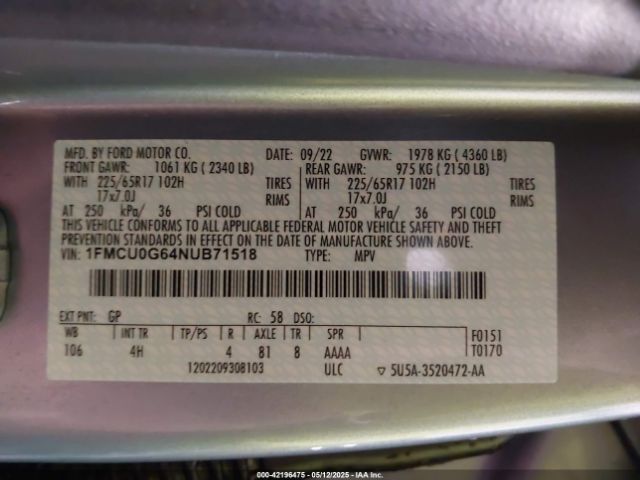 MFD. BY FORD MOTOR CO. DATE: 09/22 GVWR: 1978 KG ( 4360 LB)
FRONT GAWR: 1061 KG ( 2340 LB) REAR GAWR: 975 KG ( 2150 LB)
WITH 225/65R17 102H TIRES WITH 225/65R17 102H TIRES
17x7.0J RIMS 17x7.0J RIMS
AT 250 kPa/ 36 PSI COLD AT 250 kPa/ 36 PSI COLD
THIS VEHICLE CONFORMS TO ALL APPLICABLE FEDERAL MOTOR VEHICLE SAFETY AND THEFT
PREVENTION STANDARDS IN EFFECT ON THE DATE OF MANUFACTURE SHOWN ABOVE.
VIN: 1FMCU0G64NUB71518 TYPE: MPV
EXT PNT: GP RC: 58 DSO:
WB INT TR TP/PS R AXLE TR SPR F0151
106 4H 4 81 8 AAAA T0170
1202209308103 ULC ▽ 5U5A-3520472-AA
000-42196475 - 05/12/2025 - IAA Inc.